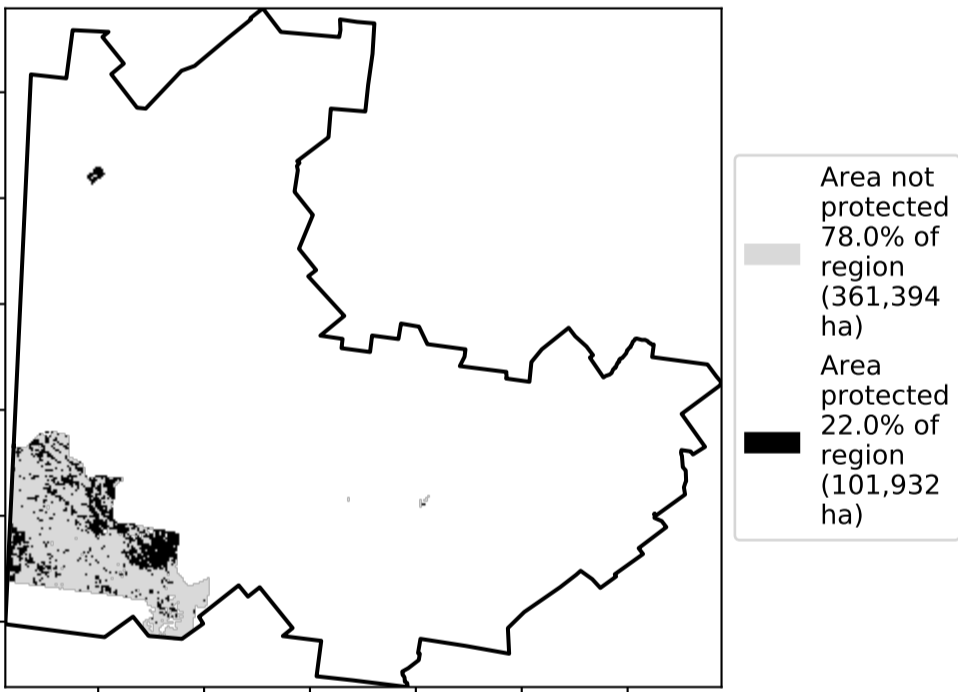 Area not
protected
78.0% of
region
(361,394
ha)
Area
protected
22.0% of
region
(101,932
ha)